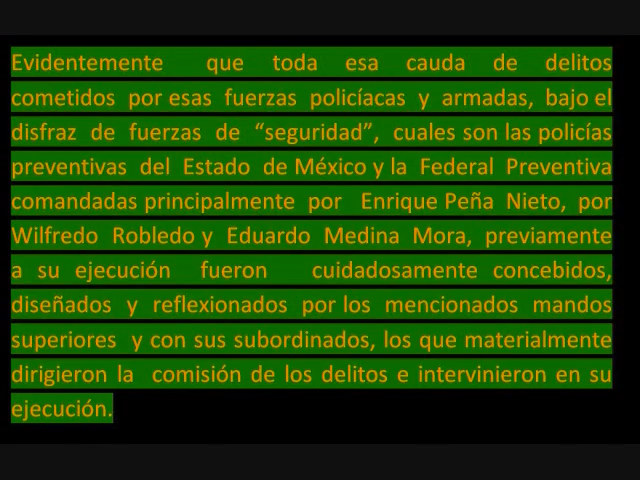 Evidentemente que toda esa cauda de delitos
cometidos por esas fuerzas policíacas y armadas, bajo el
disfraz de fuerzas de “seguridad”, cuales son las policías
preventivas del Estado de México y la Federal Preventiva
comandadas principalmente por Enrique Peña Nieto, por
Wilfredo Robledo y Eduardo Medina Mora, previamente
a su ejecución fueron cuidadosamente concebidos,
diseñados y reflexionados por los mencionados mandos
superiores y con sus subordinados, los que materialmente
dirigieron la comisión de los delitos e intervinieron en su
ejecución.